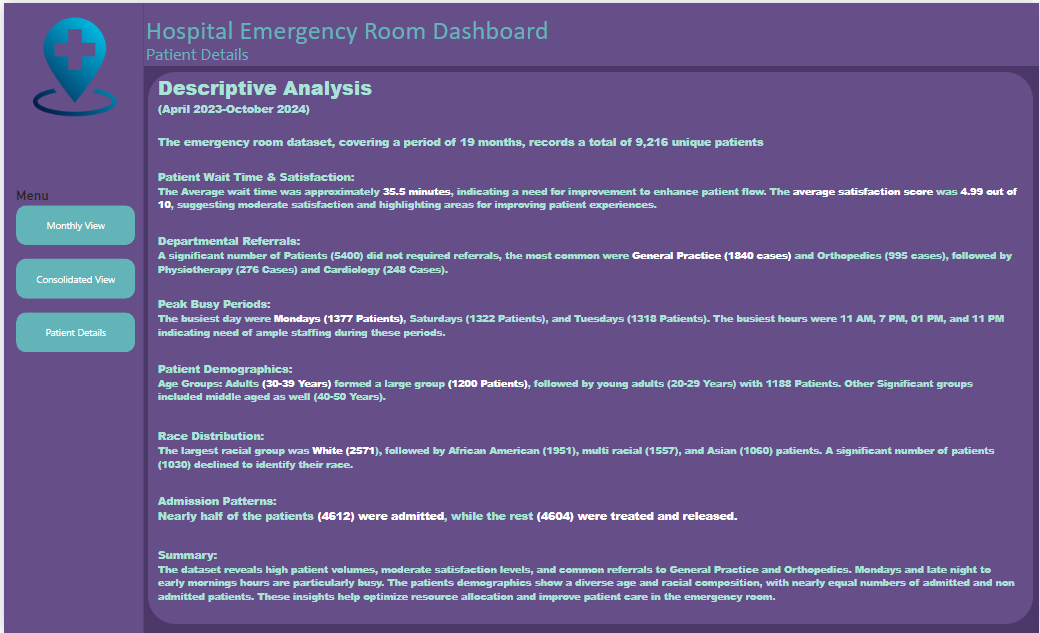 Hospital Emergency Room Dashboard
Patient Details
Menu
Monthly View
Consolidated View
Patient Details
Descriptive Analysis
(April 2023-October 2024)
The emergency room dataset, covering a period of 19 months, records a total of 9,216 unique patients
Patient Wait Time & Satisfaction:
The Average wait time was approximately 35.5 minutes, indicating a need for improvement to enhance patient flow. The average satisfaction score was 4.99 out of
10, suggesting moderate satisfaction and highlighting areas for improving patient experiences.
Departmental Referrals:
A significant number of Patients (5400) did not required referrals, the most common were General Practice (1840 cases) and Orthopedics (995 cases), followed by
Physiotherapy (276 Cases) and Cardiology (248 Cases).
Peak Busy Periods:
The busiest day were Mondays (1377 Patients), Saturdays (1322 Patients), and Tuesdays (1318 Patients). The busiest hours were 11 AM, 7 PM, 01 PM, and 11 PM
indicating need of ample staffing during these periods.
Patient Demographics:
Age Groups: Adults (30-39 Years) formed a large group (1200 Patients), followed by young adults (20-29 Years) with 1188 Patients. Other Significant groups
included middle aged as well (40-50 Years).
Race Distribution:
The largest racial group was White (2571), followed by African American (1951), multi racial (1557), and Asian (1060) patients. A significant number of patients
(1030) declined to identify their race.
Admission Patterns:
Nearly half of the patients (4612) were admitted, while the rest (4604) were treated and released.
Summary:
The dataset reveals high patient volumes, moderate satisfaction levels, and common referrals to General Practice and Orthopedics. Mondays and late night to
early mornings hours are particularly busy. The patients demographics show a diverse age and racial composition, with nearly equal numbers of admitted and non
admitted patients. These insights help optimize resource allocation and improve patient care in the emergency room.